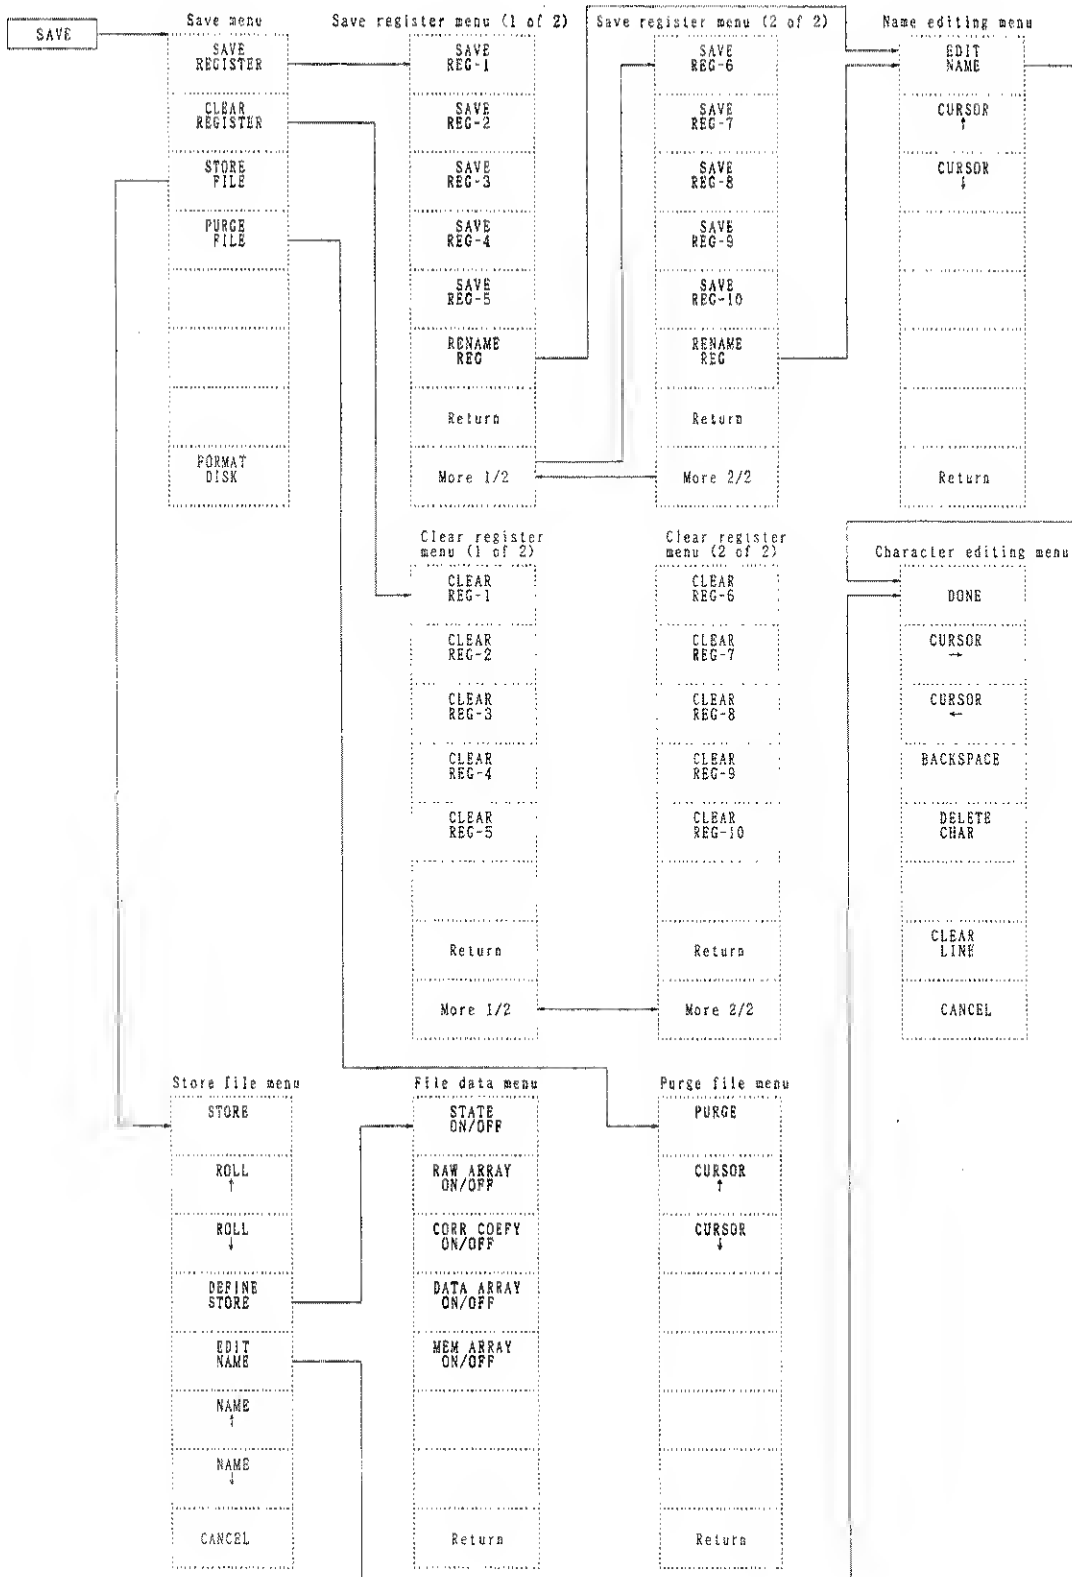 SAVE
Save menu
SAVE
REGISTER
CLEAR
REGISTER
STORE
FILE
PURGE
FILE
FORMAT
DISK
Save register menu (1 of 2)
SAVE
REG-1
SAVE
REG-2
SAVE
REG-3
SAVE
REG-4
SAVE
REG-5
RENAME
REG
Return
More 1/2
Save register menu (2 of 2)
SAVE
REG-6
SAVE
REG-7
SAVE
REG-8
SAVE
REG-9
SAVE
REG-10
RENAME
REG
Return
More 2/2
Name editing menu
EDIT
NAME
CURSOR
↑
CURSOR
↓
Return
Clear register
menu (1 of 2)
CLEAR
REG-1
CLEAR
REG-2
CLEAR
REG-3
CLEAR
REG-4
CLEAR
REG-5
Return
More 1/2
Clear register
menu (2 of 2)
CLEAR
REG-6
CLEAR
REG-7
CLEAR
REG-8
CLEAR
REG-9
CLEAR
REG-10
Return
More 2/2
Character editing menu
DONE
CURSOR
→
CURSOR
←
BACKSPACE
DELETE
CHAR
CLEAR
LINE
CANCEL
Store file menu
STORE
ROLL
↑
ROLL
↓
DEFINE
STORE
EDIT
NAME
NAME
↑
NAME
↓
CANCEL
File data menu
STATE
ON/OFF
RAW ARRAY
ON/OFF
CORR COEFY
ON/OFF
DATA ARRAY
ON/OFF
MEM ARRAY
ON/OFF
Return
Purge file menu
PURGE
CURSOR
↑
CURSOR
↓
Return